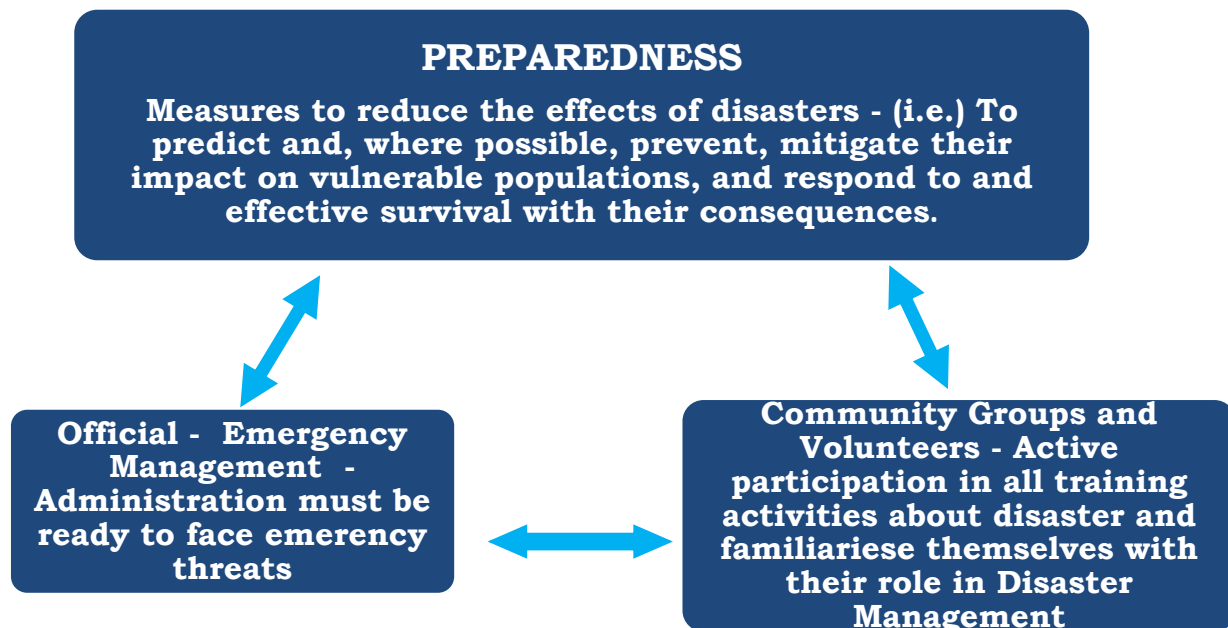 PREPAREDNESS
Measures to reduce the effects of disasters - (i.e.) To
predict and, where possible, prevent, mitigate their
impact on vulnerable populations, and respond to and
effective survival with their consequences.
Official - Emergency
Management -
Administration must be
ready to face emerency
threats
Community Groups and
Volunteers - Active
participation in all training
activities about disaster and
familiariese themselves with
their role in Disaster
Management